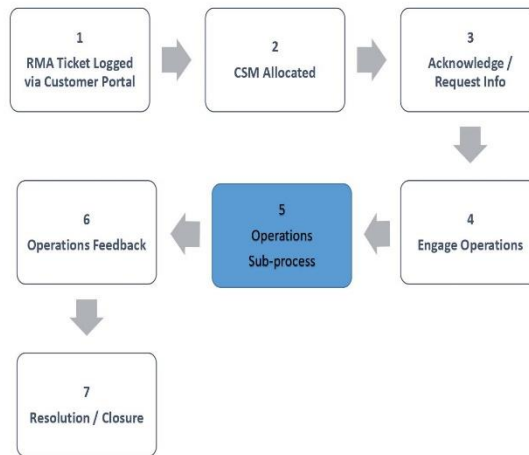 1
RMA Ticket Logged
via Customer Portal
2
CSM Allocated
3
Acknowledge /
Request Info
4
Engage Operations
5
Operations
Sub-process
6
Operations Feedback
7
Resolution / Closure